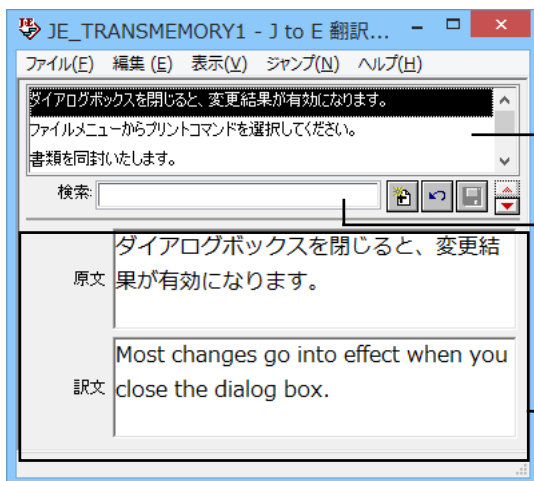 JE_TRANSMEMORY1 - J to E 翻訳...
ファイル(F) 編集 (E) 表示(V) ジャンプ(N) ヘルプ(H)
ダイアログボックスを閉じると、変更結果が有効になります。
ファイルメニューからプリントコマンドを選択してください。
書類を同封いたします。
検索:
ダイアログボックスを閉じると、変更結
原文 果が有効になります。
Most changes go into effect when you
訳文 close the dialog box.